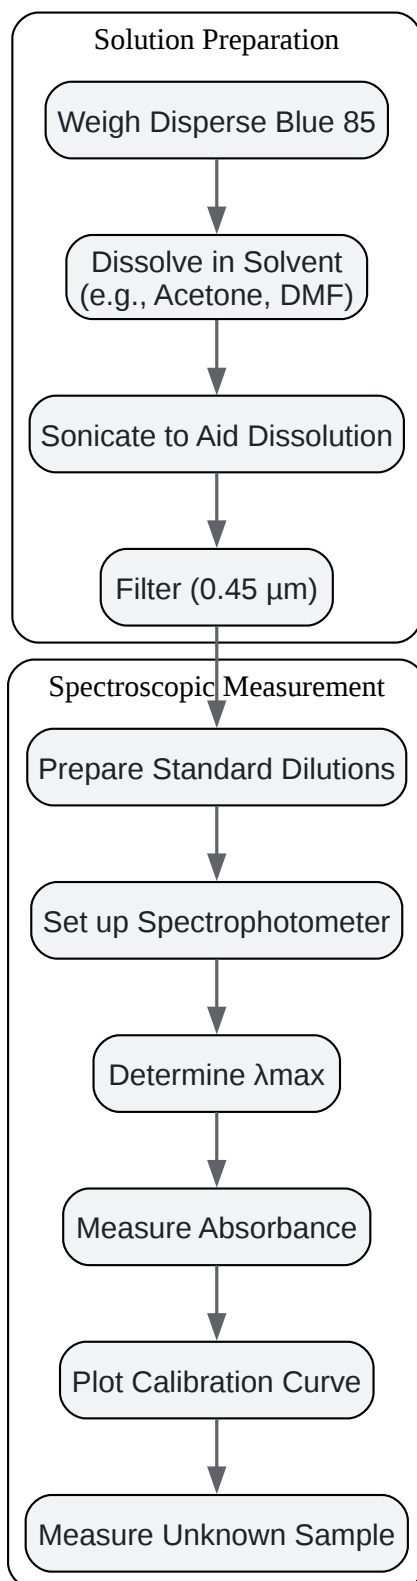 Solution Preparation
Weigh Disperse Blue 85
Dissolve in Solvent
(e.g., Acetone, DMF)
Sonicate to Aid Dissolution
Filter (0.45 µm)
Spectroscopic Measurement
Prepare Standard Dilutions
Set up Spectrophotometer
Determine λmax
Measure Absorbance
Plot Calibration Curve
Measure Unknown Sample